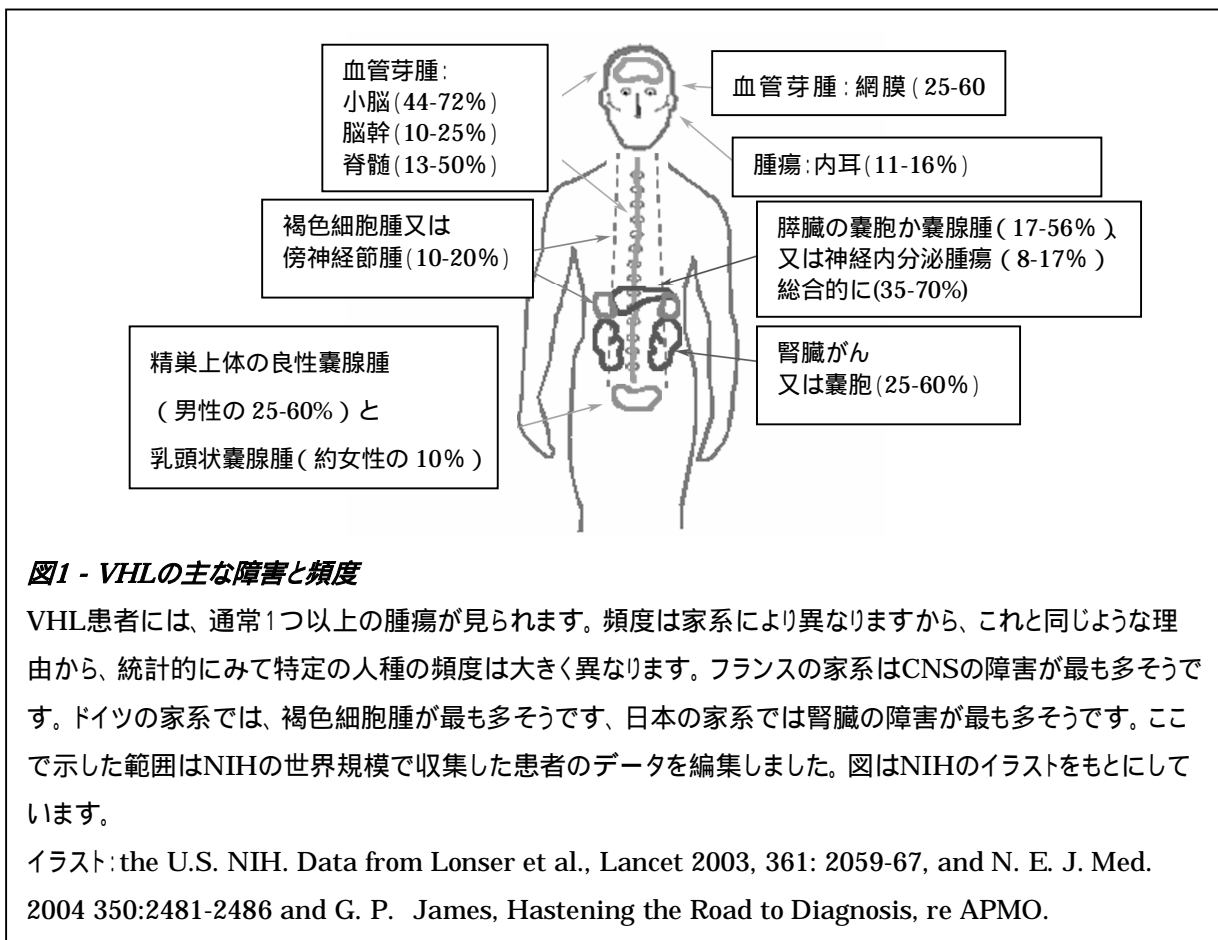 血管芽腫:
小脳(44-72%)
脳幹(10-25%)
脊髄(13-50%)
血管芽腫:網膜(25-60
腫瘍:内耳(11-16%)
褐色細胞腫又は
傍神経節腫(10-20%)
膵臓の嚢胞か嚢腺腫(17-56%)、
又は神経内分泌腫瘍(8-17%)
総合的に(35-70%)
精巣上体の良性嚢腺腫
(男性の 25-60%)と
乳頭状嚢腺腫(約女性の 10%)
腎臓がん
又は嚢胞(25-60%)
図1 - VHLの主な障害と頻度
VHL患者には、通常1つ以上の腫瘍が見られます。頻度は家系により異なりますから、これと同じような理
由から、統計的にみて特定の人種の頻度は大きく異なります。フランスの家系はCNSの障害が最も多そうで
す。ドイツの家系では、褐色細胞腫が最も多そうです、日本の家系では腎臓の障害が最も多そうです。ここ
で示した範囲はNIHの世界規模で収集した患者のデータを編集しました。図はNIHのイラストをもとにして
います。
イラスト:the U.S. NIH. Data from Lonser et al., Lancet 2003, 361: 2059-67, and N. E. J. Med.
2004 350:2481-2486 and G. P. James, Hastening the Road to Diagnosis, re APMO.